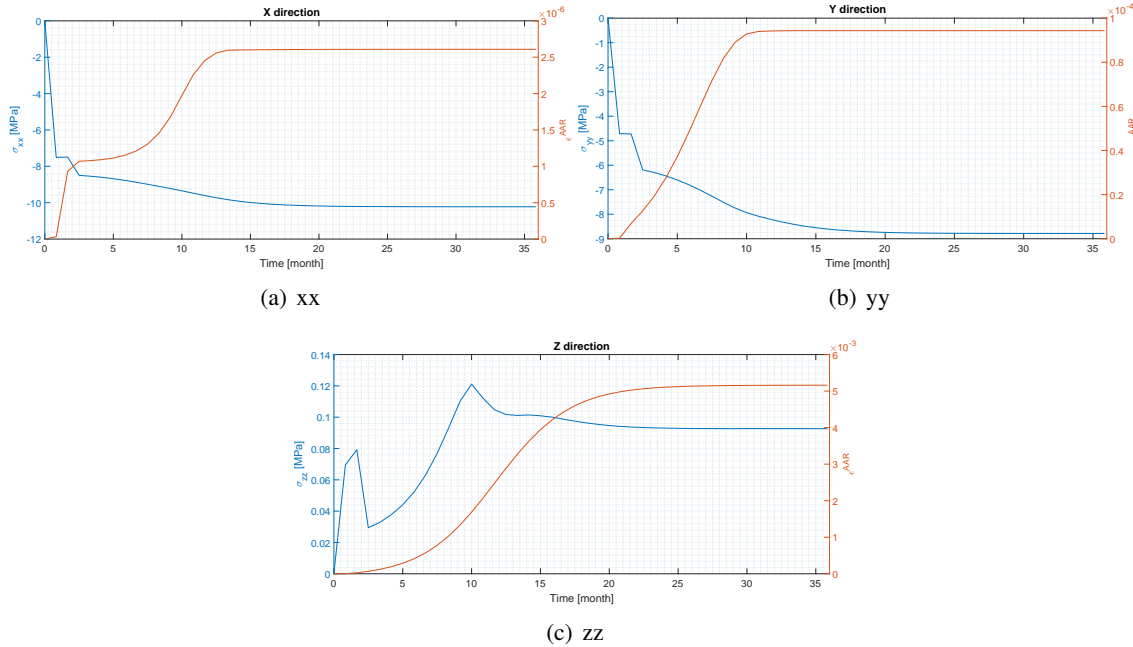 X direction
×10⁻⁶
0
-2
-4
-6
-8
-10
-12
σxx [MPa]
0
0.5
1
1.5
2
2.5
3
ϵ^AAR
0 5 10 15 20 25 30 35
Time [month]
(a) xx
Y direction
×10⁻⁴
0
-1
-2
-3
-4
-5
-6
-7
-8
-9
σyy [MPa]
0
0.2
0.4
0.6
0.8
1
AAR
0 5 10 15 20 25 30 35
Time [month]
(b) yy
Z direction
×10⁻³
0.14
0.12
0.1
0.08
0.06
0.04
0.02
0
σzz [MPa]
6
5
4
3
2
1
0
ϵ^AAR
0 5 10 15 20 25 30 35
Time [month]
(c) zz